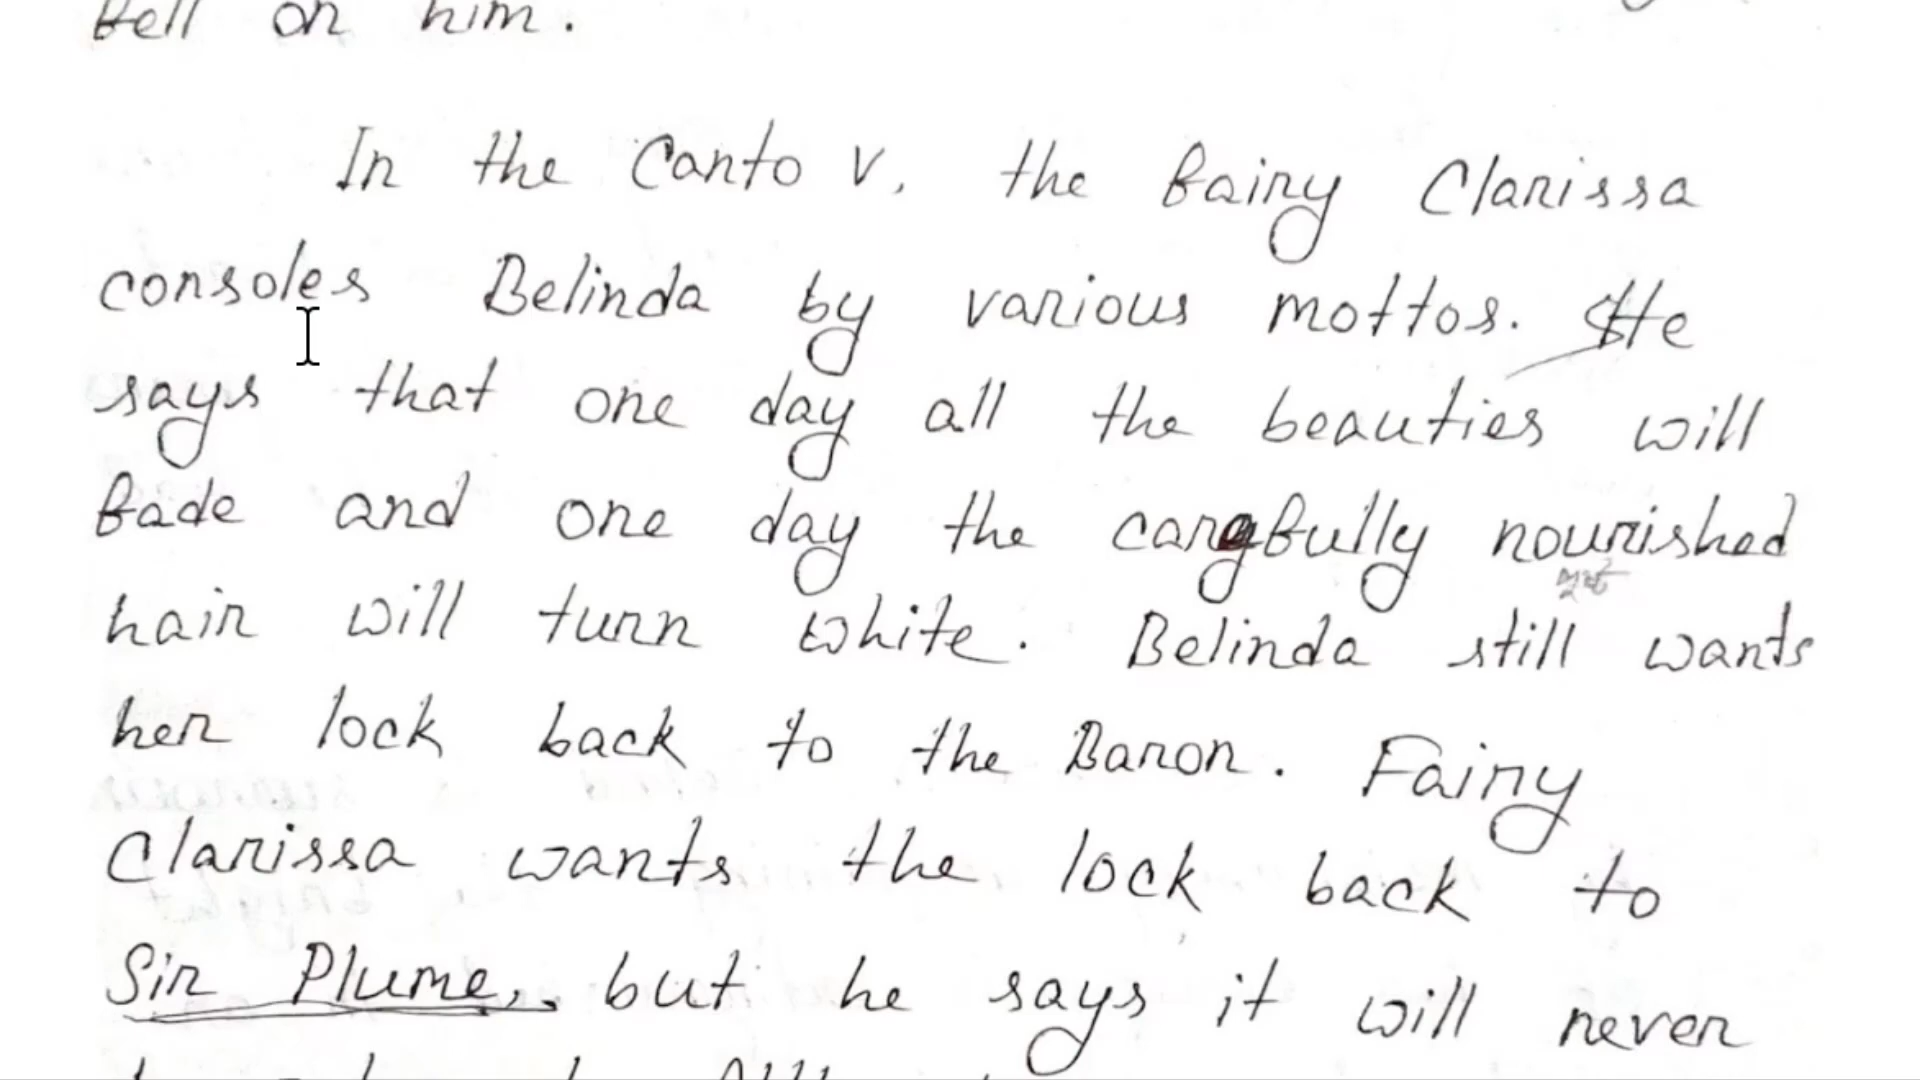 fell on him.
In the Canto V. the fairy Clarissa
consoles Belinda by various mottos. She
says that one day all the beauties will
fade and one day the carefully nourished
hair will turn white. Belinda still wants
her lock back to the Baron. Fairy
Clarissa wants the lock back to
Sir Plume, but he says it will never